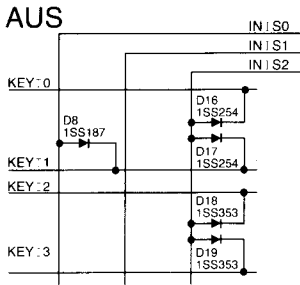 AUS
INIS0
INIS1
INIS2
KEY:0
D8
1SS187
D16
1SS254
D17
1SS254
KEY:1
KEY:2
D18
1SS353
KEY:3
D19
1SS353